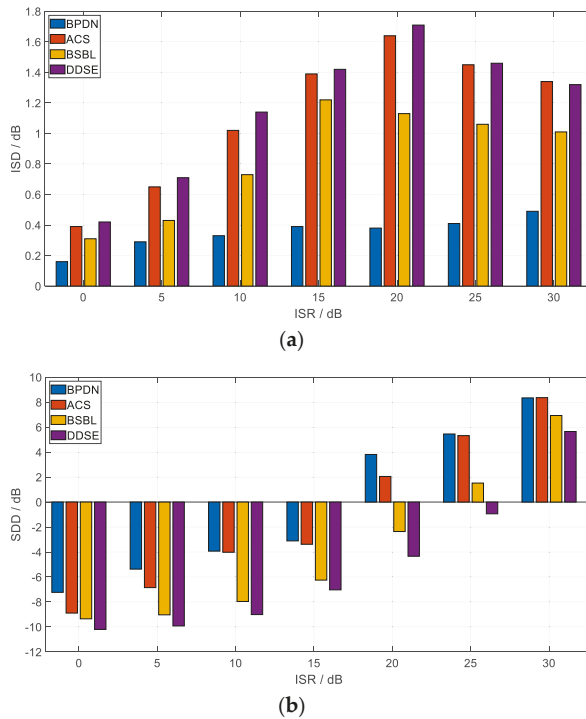 1.8
1.6
1.4
1.2
1
0.8
0.6
0.4
0.2
0
ISD / dB
BPDN
ACS
BSBL
DDSE
0 5 10 15 20 25 30
ISR / dB
(a)
10
8
6
4
2
0
-2
-4
-6
-8
-10
-12
SDD / dB
BPDN
ACS
BSBL
DDSE
0 5 10 15 20 25 30
ISR / dB
(b)